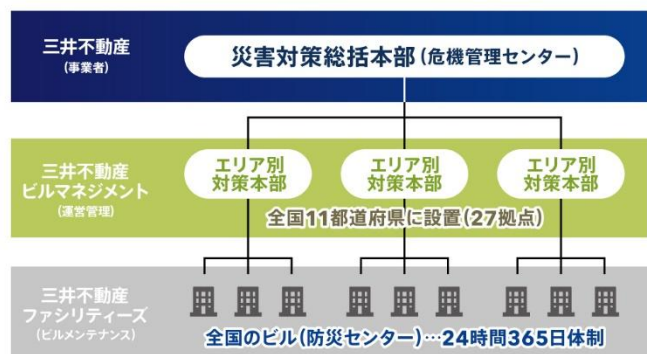 三井不動産
(事業者)
災害対策総括本部(危機管理センター)
三井不動産
ビルマネジメント
(運営管理)
エリア別
対策本部
エリア別
対策本部
エリア別
対策本部
全国11都道府県に設置(27拠点)
三井不動産
ファシリティーズ
(ビルメンテナンス)
全国のビル(防災センター)…24時間365日体制